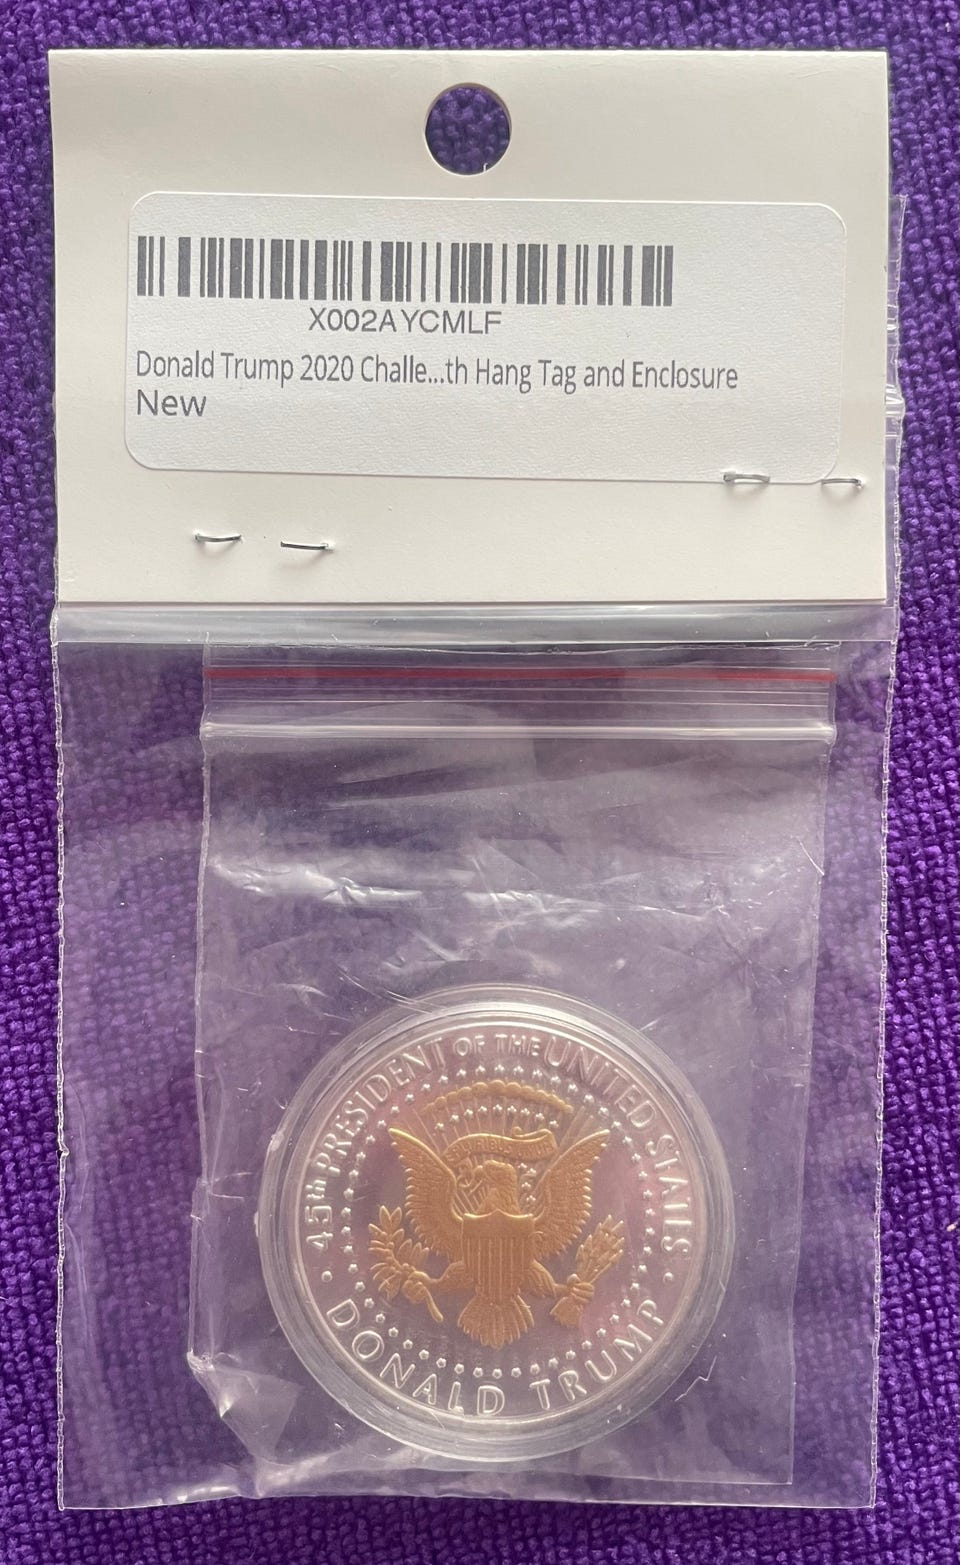 X002AYCMLF
Donald Trump 2020 Challe...th Hang Tag and Enclosure
New
45th PRESIDENT OF THE UNITED STATES
DONALD TRUMP